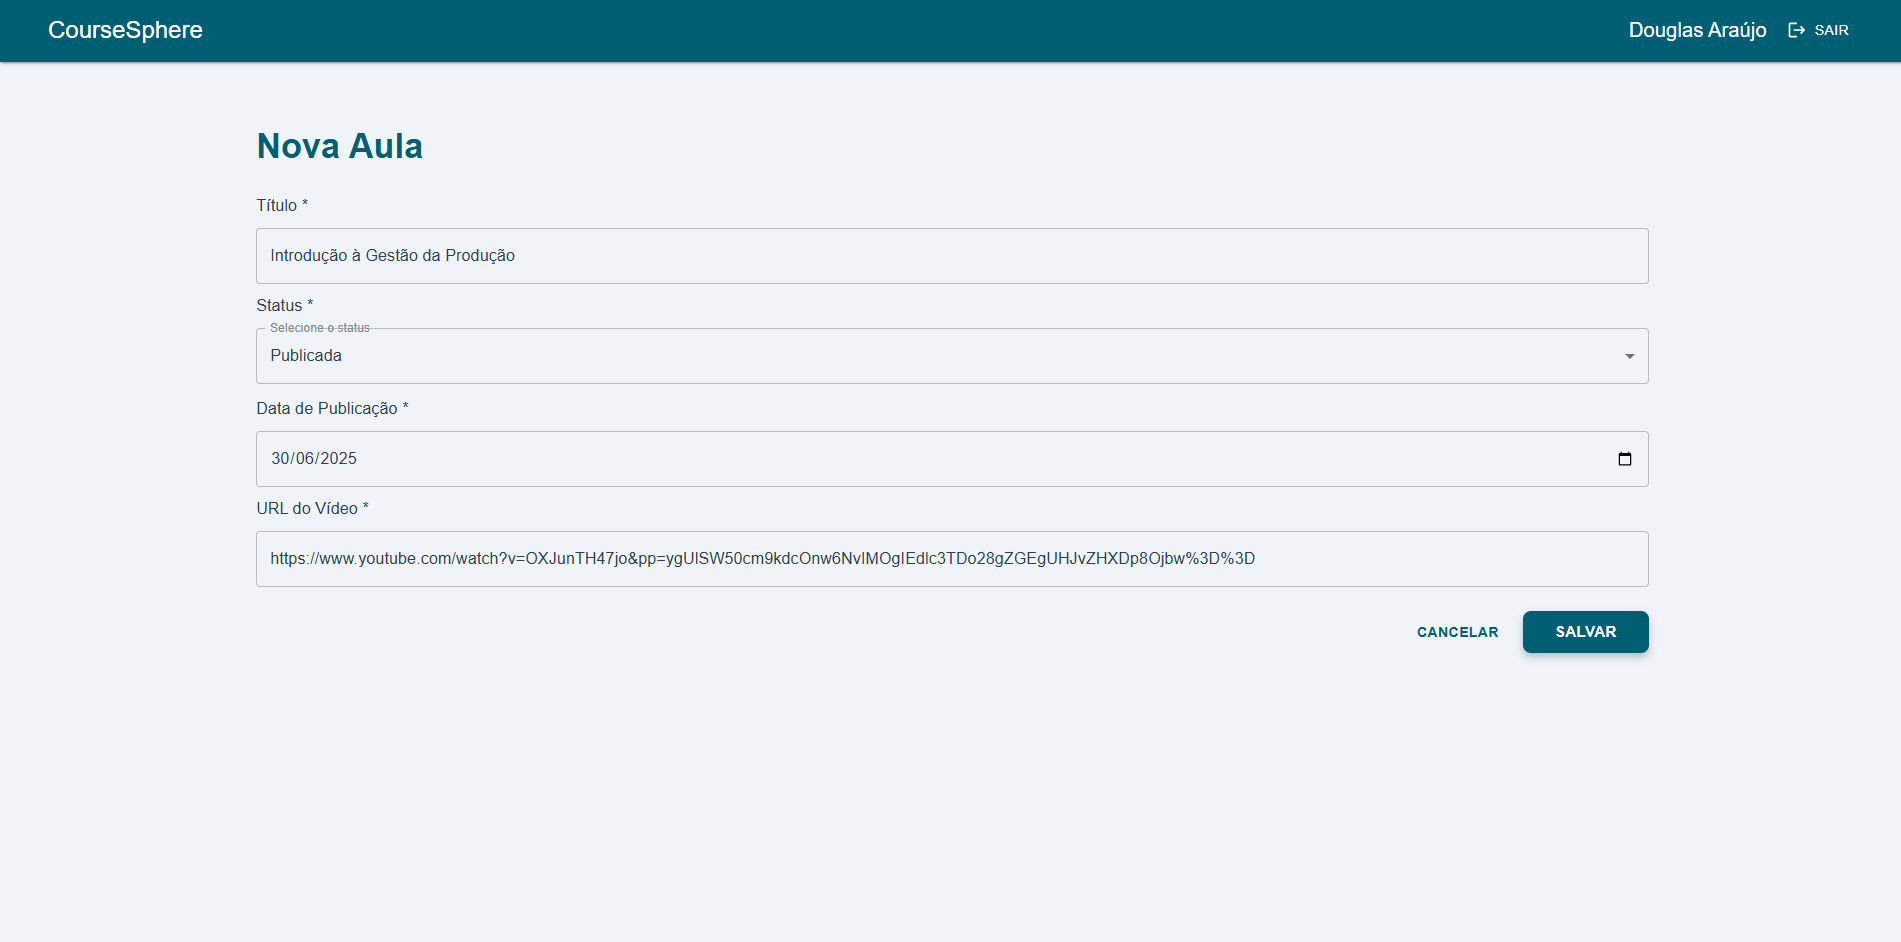 CourseSphere
Douglas Araújo
SAIR
Nova Aula
Título *
Introdução à Gestão da Produção
Status *
Selecione o status
Publicada
Data de Publicação *
30/06/2025
URL do Vídeo *
https://www.youtube.com/watch?v=OXJunTH47jo&pp=ygUlSW50cm9kdcOnw6NvIMOgIEdlc3TDo28gZGEgUHJvZHXDp8Ojbw%3D%3D
CANCELAR
SALVAR